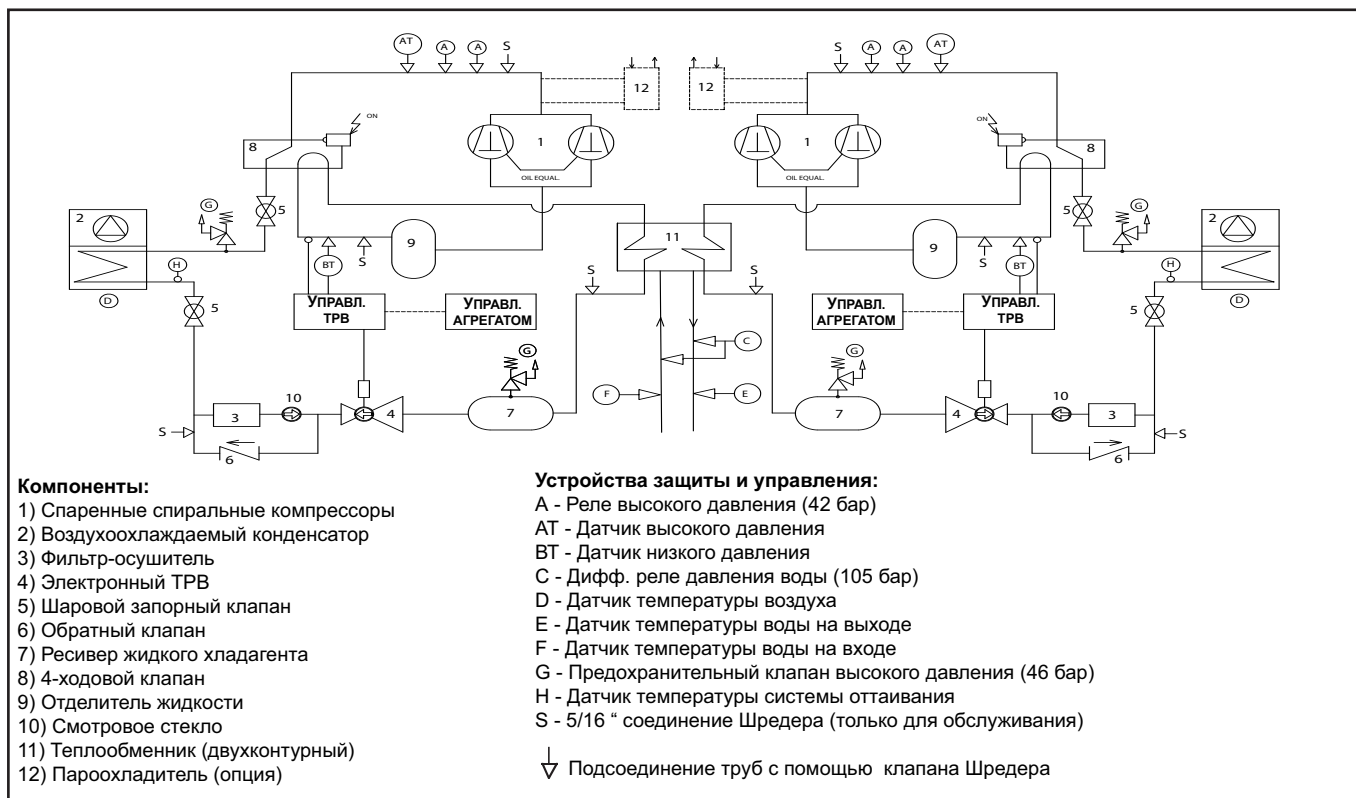 AT A A S S A A AT
12 12
ON ON
8 1 1 8
OIL EQUAL. OIL EQUAL.
G 5 5 G
2 11 2
9 9
H S S H
BT BT
D S S D
5 УПРАВЛ. ТРВ УПРАВЛ. АГРЕГАТОМ УПРАВЛ. АГРЕГАТОМ УПРАВЛ. ТРВ 5
G C G
10 F E 10
3 4 7 7 4 3
S S
6 6
Компоненты:
1) Спаренные спиральные компрессоры
2) Воздухоохлаждаемый конденсатор
3) Фильтр-осушитель
4) Электронный ТРВ
5) Шаровой запорный клапан
6) Обратный клапан
7) Ресивер жидкого хладагента
8) 4-ходовой клапан
9) Отделитель жидкости
10) Смотровое стекло
11) Теплообменник (двухконтурный)
12) Пароохладитель (опция)
Устройства защиты и управления:
A - Реле высокого давления (42 бар)
AT - Датчик высокого давления
BT - Датчик низкого давления
C - Дифф. реле давления воды (105 бар)
D - Датчик температуры воздуха
E - Датчик температуры воды на выходе
F - Датчик температуры воды на входе
G - Предохранительный клапан высокого давления (46 бар)
H - Датчик температуры системы оттаивания
S - 5/16 “ соединение Шредера (только для обслуживания)
Подсоединение труб с помощью клапана Шредера